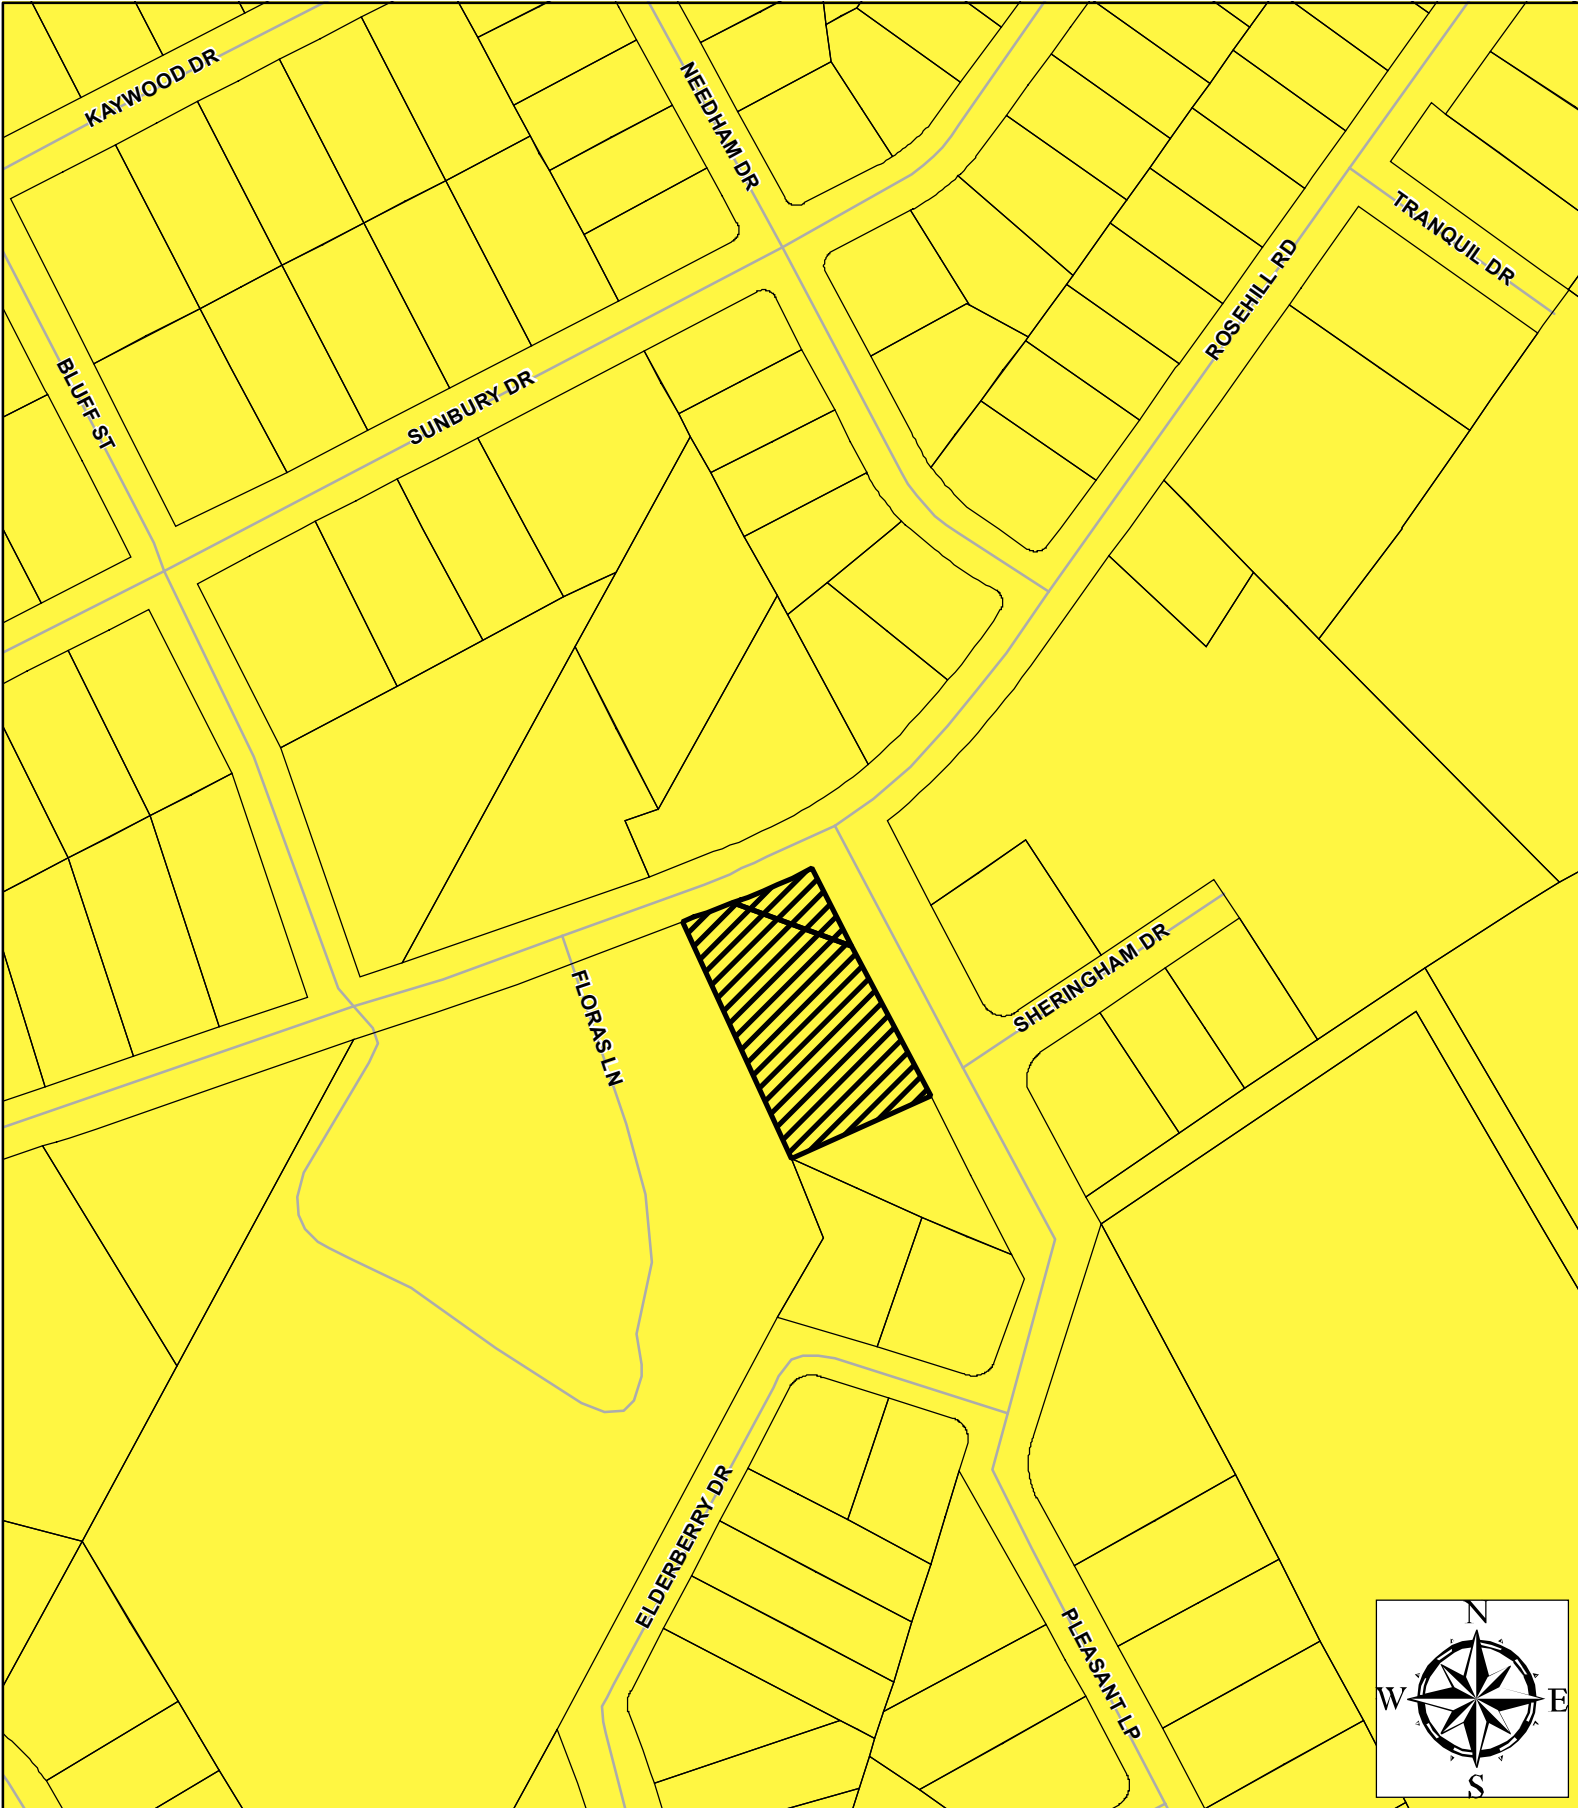 KAYWOOD DR
NEEDHAM DR
TRANQUIL DR
ROSEHILL RD
BLUFF ST
SUNBURY DR
SHERINGHAM DR
FLORAS LN
ELDERBERRY DR
PLEASANT LP
N
W
E
S